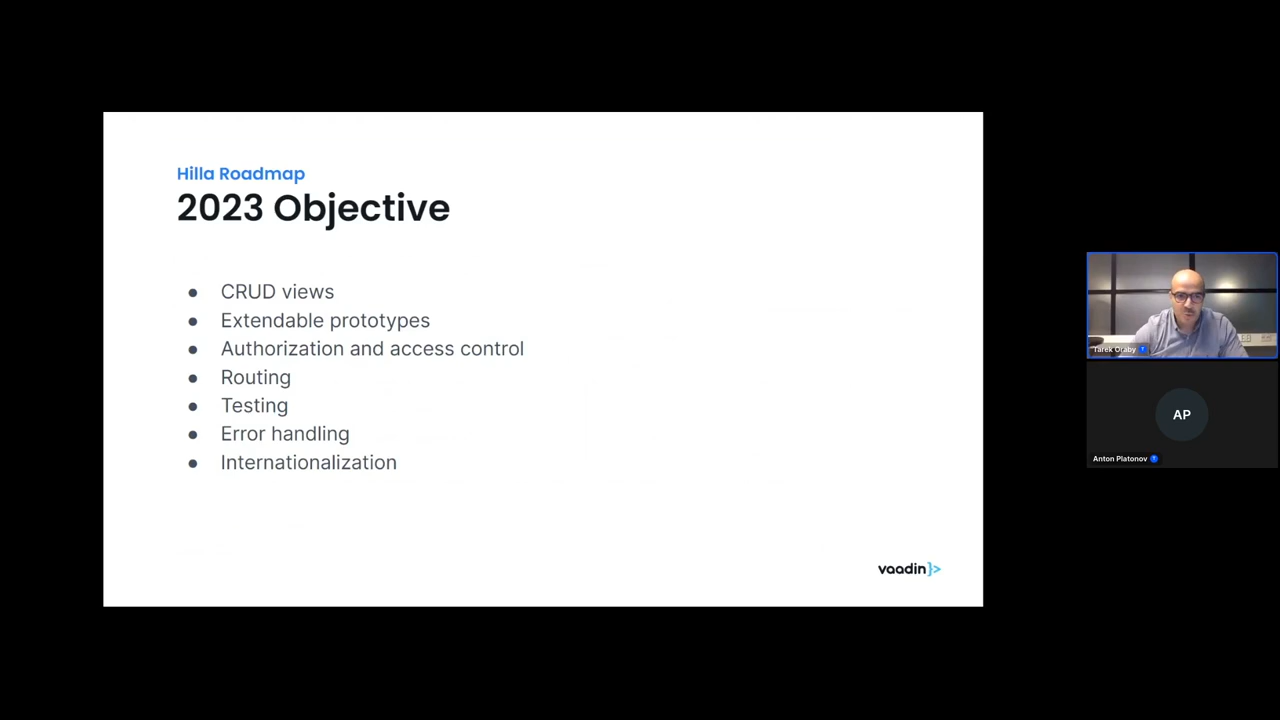 Hilla Roadmap
2023 Objective
● CRUD views
● Extendable prototypes
● Authorization and access control
● Routing
● Testing
● Error handling
● Internationalization
vaadin}>
Tarek Oraby
AP
Anton Platonov